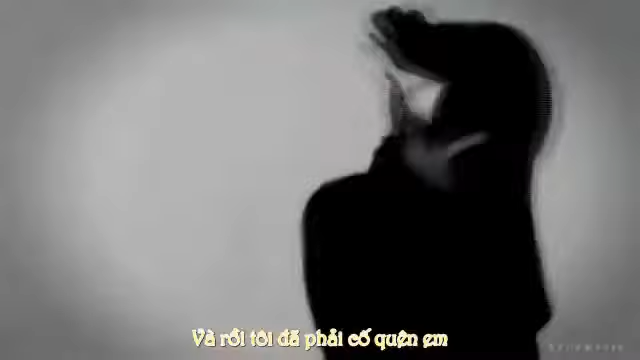 Và rồi tôi đã phải cố quên em